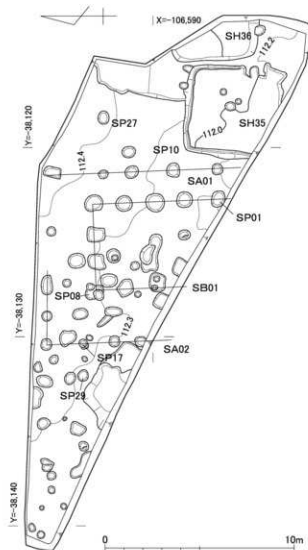 X=-106,590
SH36
112.2
Y=-38,120
SP27
112.4
112.0
SH35
SP10
SA01
SP01
Y=-38,130
SP08
SB01
112.3
SA02
SP17
SP29
Y=-38,140
0
10m